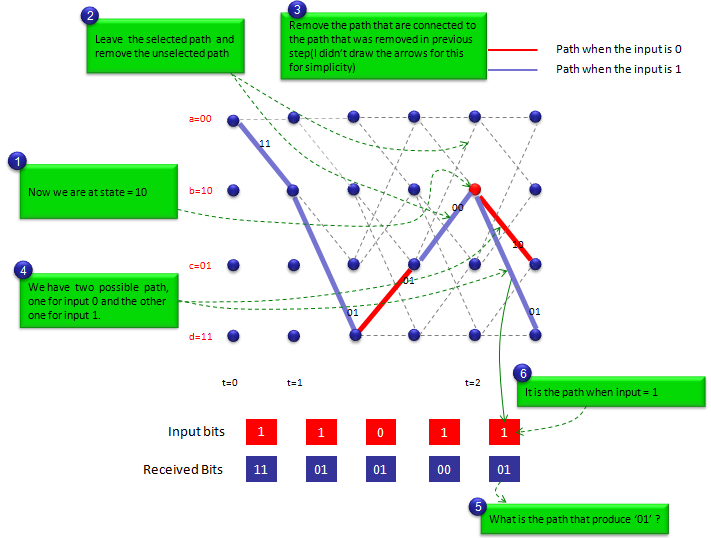 2
Leave the selected path and
remove the unselected path
3
Remove the path that are connected to
the path that was removed in previous
step(I didn't draw the arrows for this
for simplicity)
Path when the input is 0
Path when the input is 1
a=00
11
1
Now we are at state = 10
b=10
00
10
c=01
01
4
We have two possible path,
one for input 0 and the other
one for input 1.
01
01
d=11
t=0
t=1
t=2
6
It is the path when input = 1
Input bits
1
1
0
1
1
Received Bits
11
01
01
00
01
5
What is the path that produce '01' ?